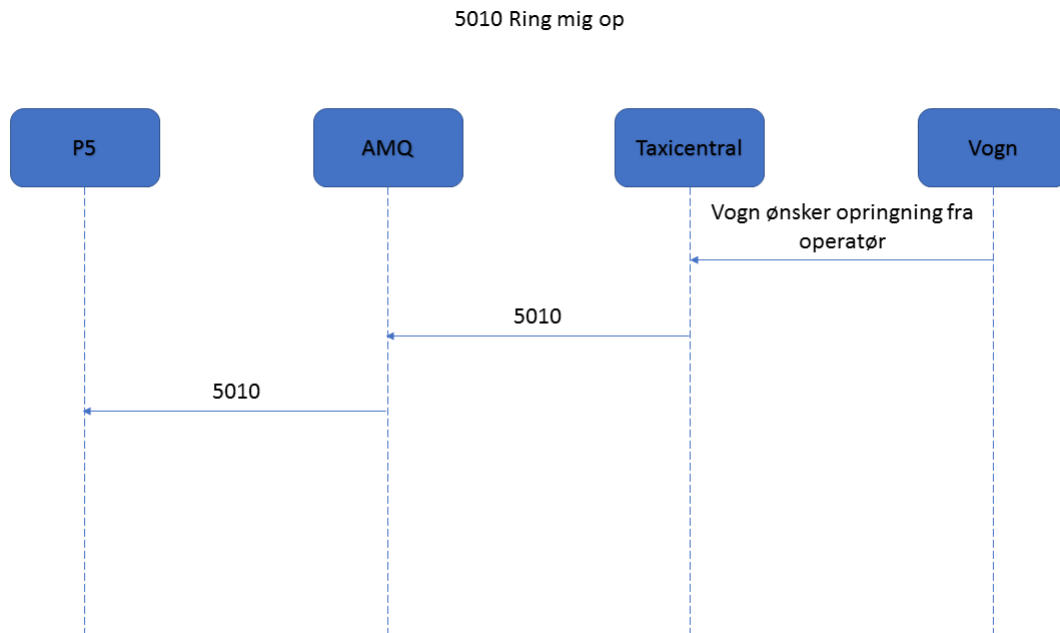 5010 Ring mig op
P5
AMQ
Taxicentral
Vogn
Vogn ønsker opringning fra
operatør
5010
5010